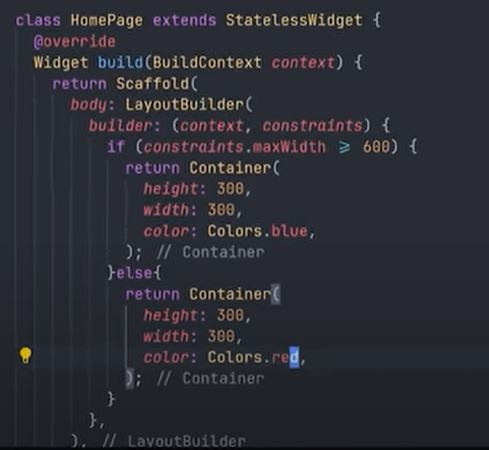 class HomePage extends StatelessWidget {
@override
Widget build(BuildContext context) {
return Scaffold(
body: LayoutBuilder(
builder: (context, constraints) {
if (constraints.maxWidth ≥ 600) {
return Container(
height: 300,
width: 300,
color: Colors.blue,
); // Container
}else{
return Container(
height: 300,
width: 300,
color: Colors.red,
); // Container
}
},
), // LayoutBuilder